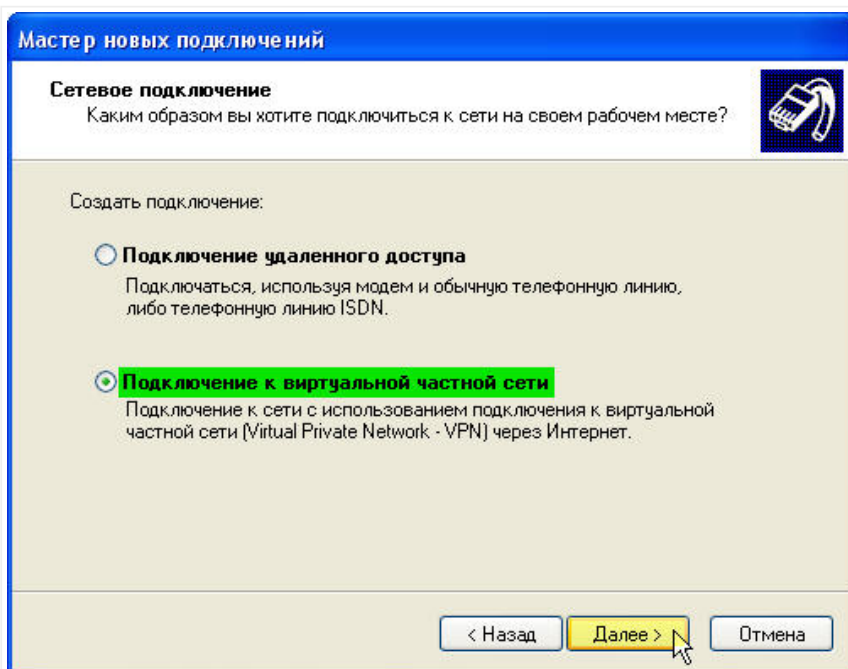 Мастер новых подключений
Сетевое подключение
Каким образом вы хотите подключиться к сети на своем рабочем месте?
Создать подключение:
Подключение удаленного доступа
Подключаться, используя модем и обычную телефонную линию,
либо телефонную линию ISDN.
Подключение к виртуальной частной сети
Подключение к сети с использованием подключения к виртуальной
частной сети (Virtual Private Network - VPN) через Интернет.
< Назад Далее > Отмена